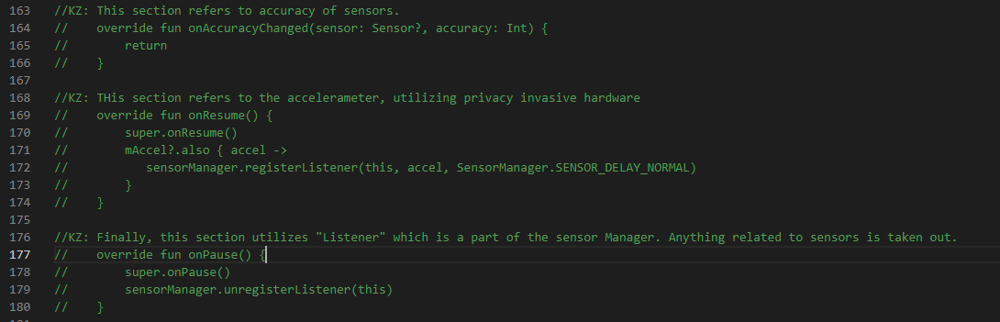 163 //KZ: This section refers to accuracy of sensors.
164 //    override fun onAccuracyChanged(sensor: Sensor?, accuracy: Int) {
165 //        return
166 //    }
167
168 //KZ: THis section refers to the accelerameter, utilizing privacy invasive hardware
169 //    override fun onResume() {
170 //        super.onResume()
171 //        mAccel?.also { accel ->
172 //           sensorManager.registerListener(this, accel, SensorManager.SENSOR_DELAY_NORMAL)
173 //        }
174 //    }
175
176 //KZ: Finally, this section utilizes "Listener" which is a part of the sensor Manager. Anything related to sensors is taken out.
177 //    override fun onPause() {
178 //        super.onPause()
179 //        sensorManager.unregisterListener(this)
180 //    }